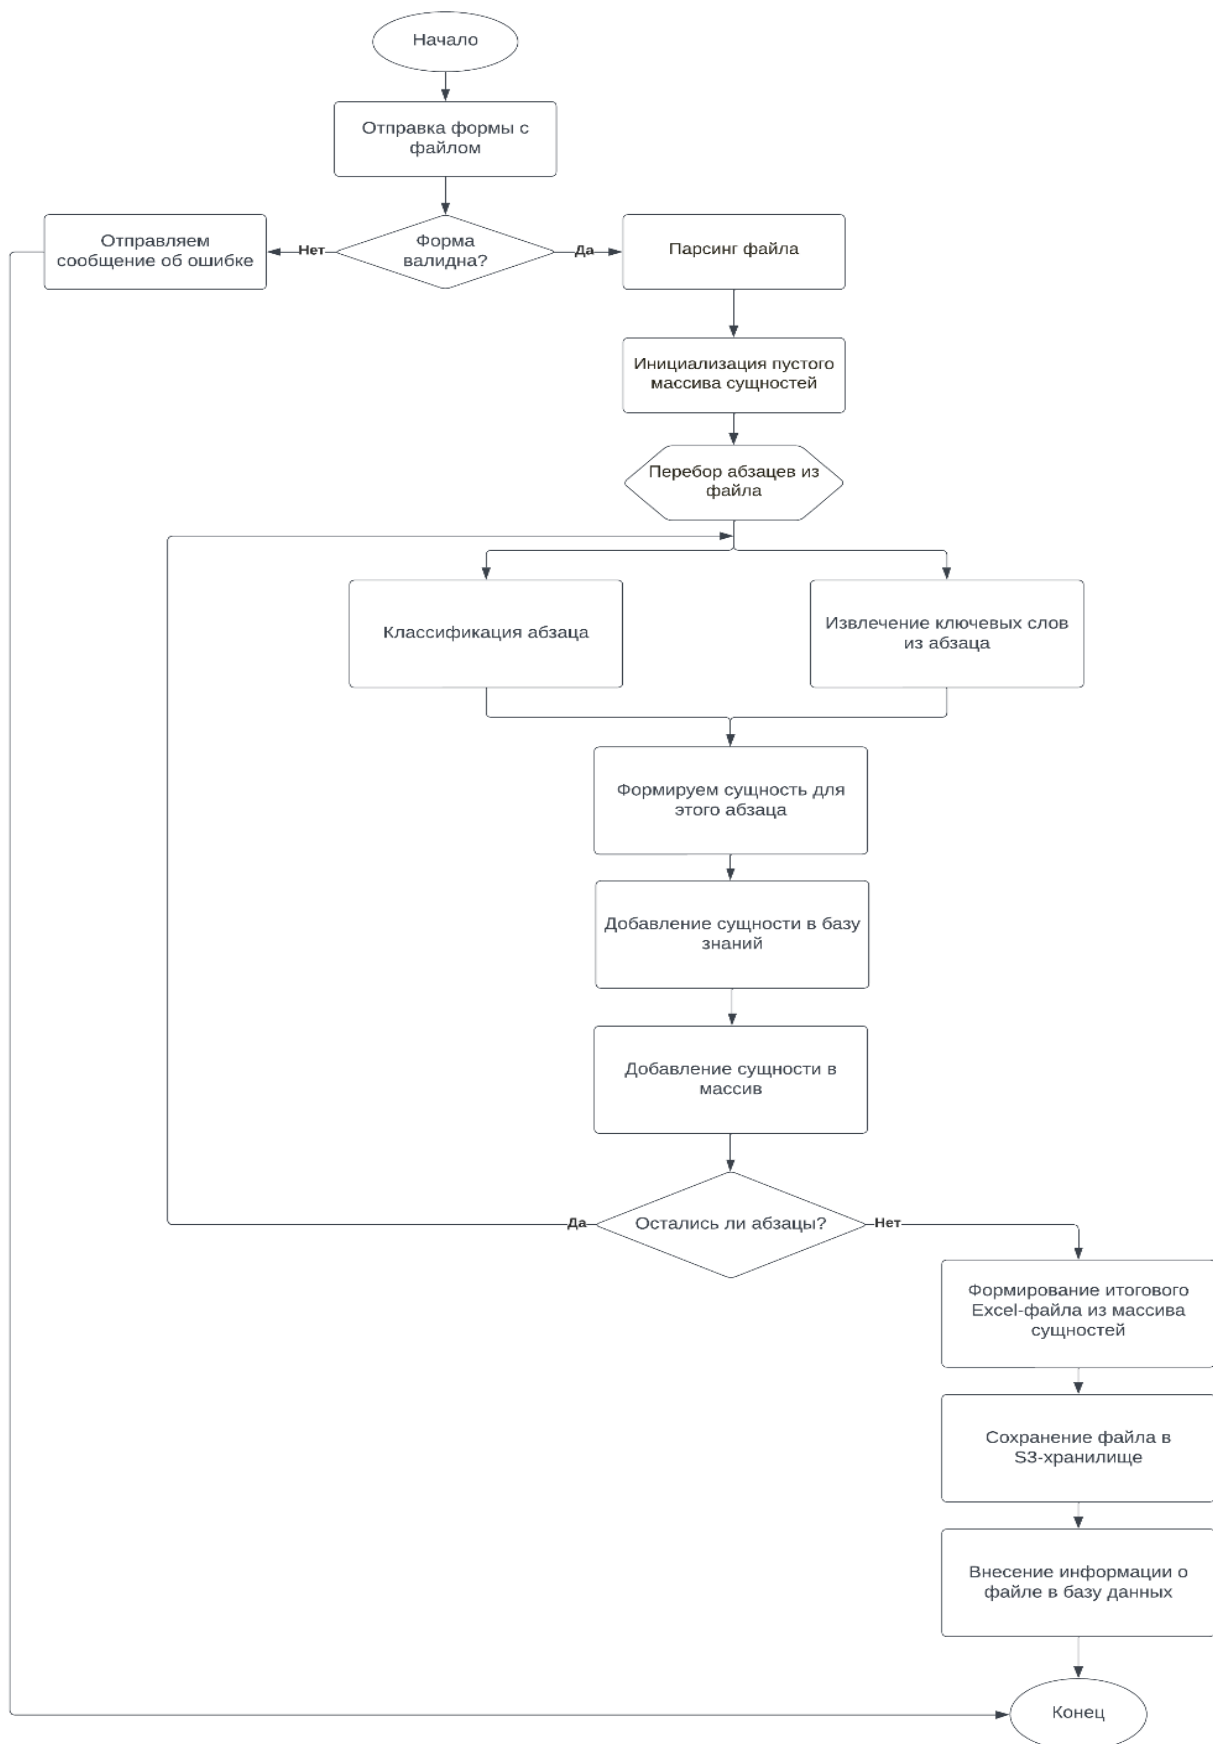 Начало
Отправка формы с
файлом
Отправляем
сообщение об ошибке
Нет
Форма
валидна?
Да
Парсинг файла
Инициализация пустого
массива сущностей
Перебор абзацев из
файла
Классификация абзаца
Извлечение ключевых слов
из абзаца
Формируем сущность для
этого абзаца
Добавление сущности в базу
знаний
Добавление сущности в
массив
Да
Остались ли абзацы?
Нет
Формирование итогового
Excel-файла из массива
сущностей
Сохранение файла в
S3-хранилище
Внесение информации о
файле в базу данных
Конец